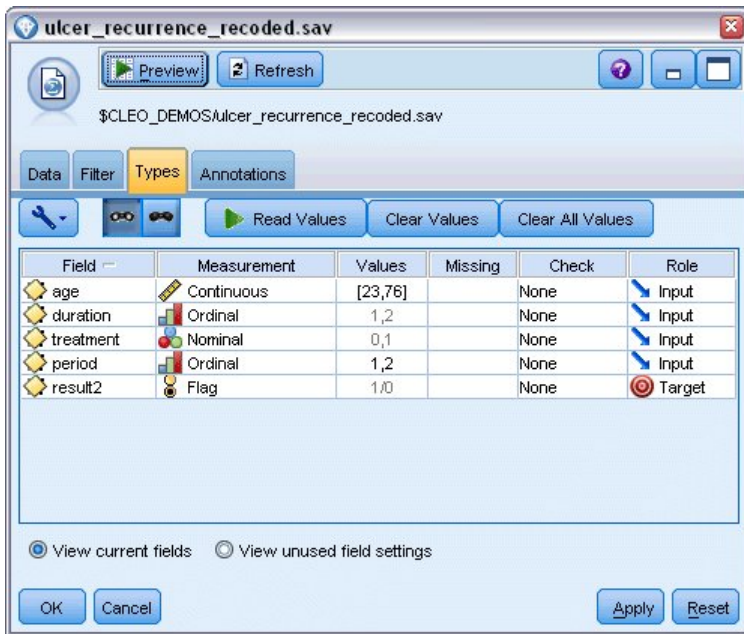 ulcer_recurrence_recoded.sav
Preview
Refresh
$CLEO_DEMOS/ulcer_recurrence_recoded.sav
Data Filter Types Annotations
Read Values Clear Values Clear All Values
Field Measurement Values Missing Check Role
age Continuous [23,76] None Input
duration Ordinal 1,2 None Input
treatment Nominal 0,1 None Input
period Ordinal 1,2 None Input
result2 Flag 1/0 None Target
View current fields View unused field settings
OK Cancel Apply Reset